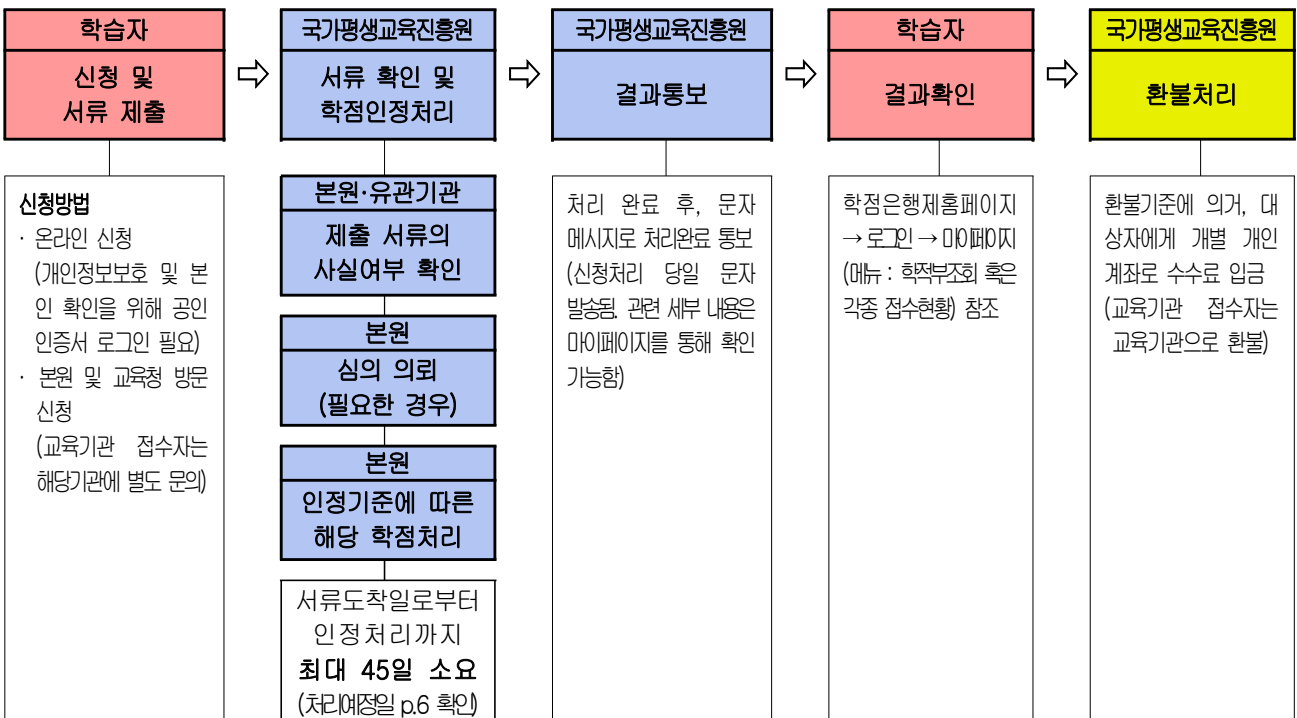 학습자
신청 및
서류 제출
국가평생교육진흥원
서류 확인 및
학점인정처리
국가평생교육진흥원
결과통보
학습자
결과확인
국가평생교육진흥원
환불처리
신청방법
· 온라인 신청
(개인정보보호 및 본
인 확인을 위해 공인
인증서 로그인 필요)
· 본원 및 교육청 방문
신청
(교육기관 접수자는
해당기관에 별도 문의)
본원·유관기관
제출 서류의
사실여부 확인
본원
심의 의뢰
(필요한 경우)
본원
인정기준에 따른
해당 학점처리
서류도착일로부터
인정처리까지
최대 45일 소요
(처리예정일 p.6 확인)
처리 완료 후, 문자
메시지로 처리완료 통보
(신청처리 당일 문자
발송됨. 관련 세부 내용은
마이페이지를 통해 확인
가능함)
학점은행제홈페이지
→ 로그인 → 마이페이지
(메뉴 : 학적부조회 혹은
각종 접수현황) 참조
환불기준에 의거, 대
상자에게 개별 개인
계좌로 수수료 입금
(교육기관 접수자는
교육기관으로 환불)